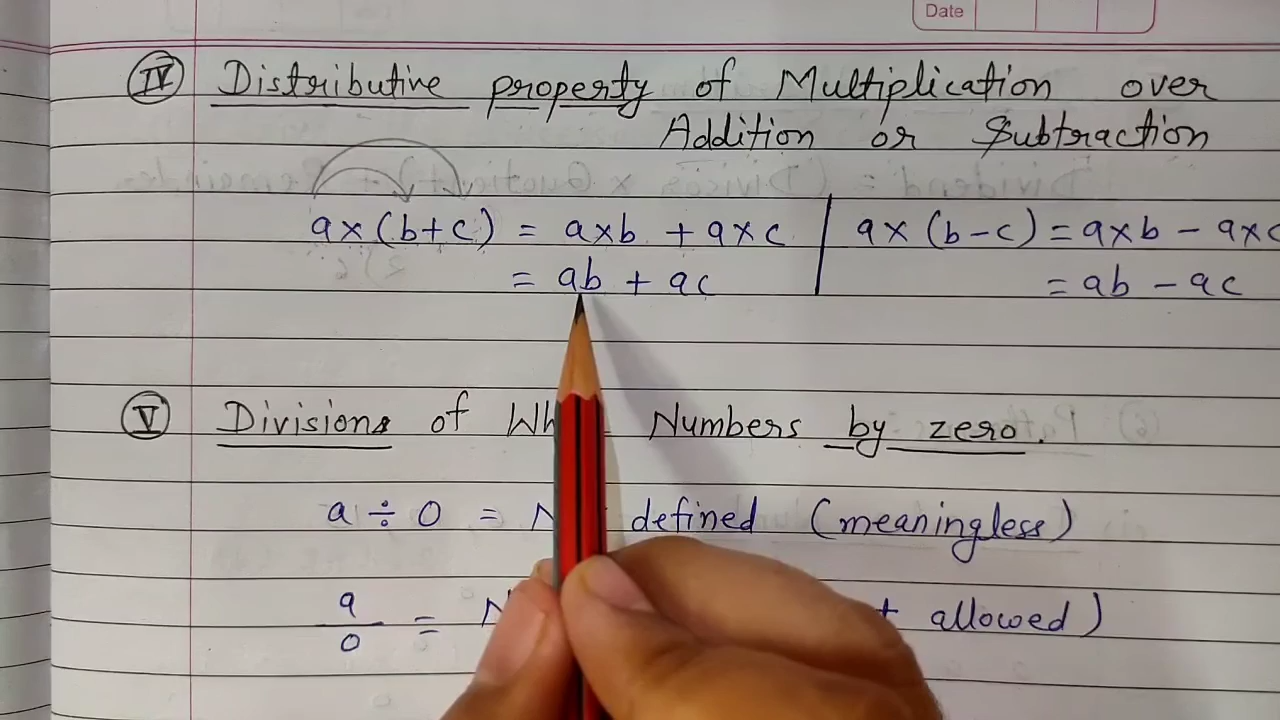 Date
IV Distributive property of Multiplication over
Addition or Subtraction
a×(b+c) = a×b + a×c | a×(b-c) = a×b - a×c
= ab + ac = ab - ac
V Divisions of Numbers by zero.
a ÷ 0 = defined (meaningless)
a/0 = allowed)